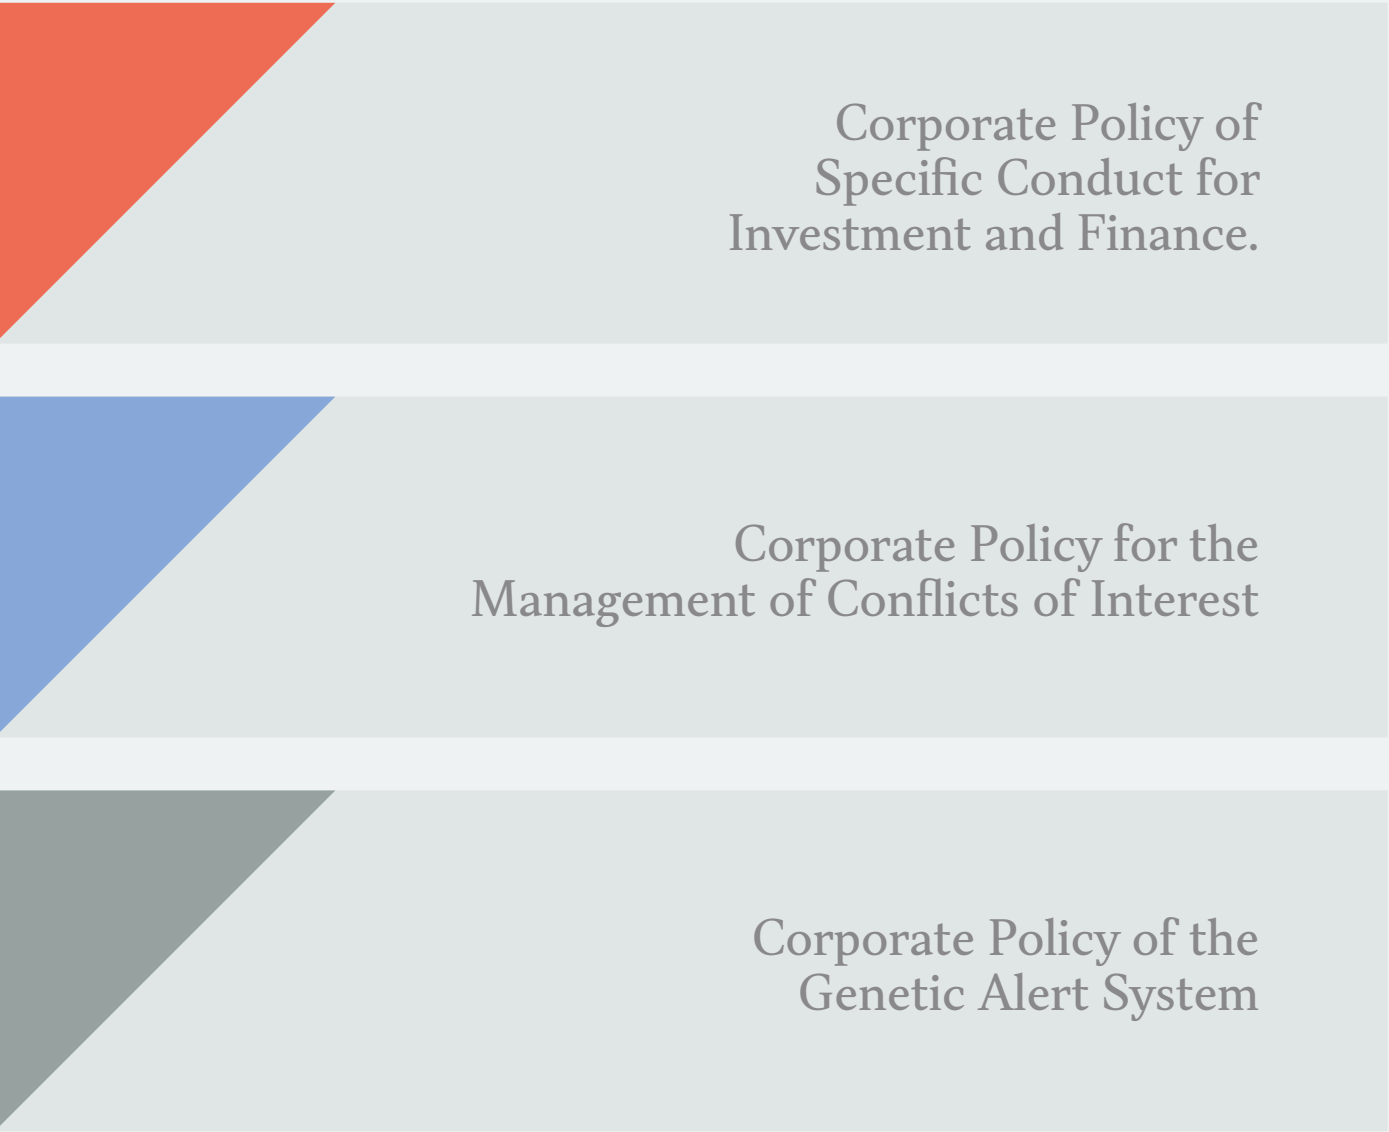 Corporate Policy of
Specific Conduct for
Investment and Finance.
Corporate Policy for the
Management of Conflicts of Interest
Corporate Policy of the
Genetic Alert System